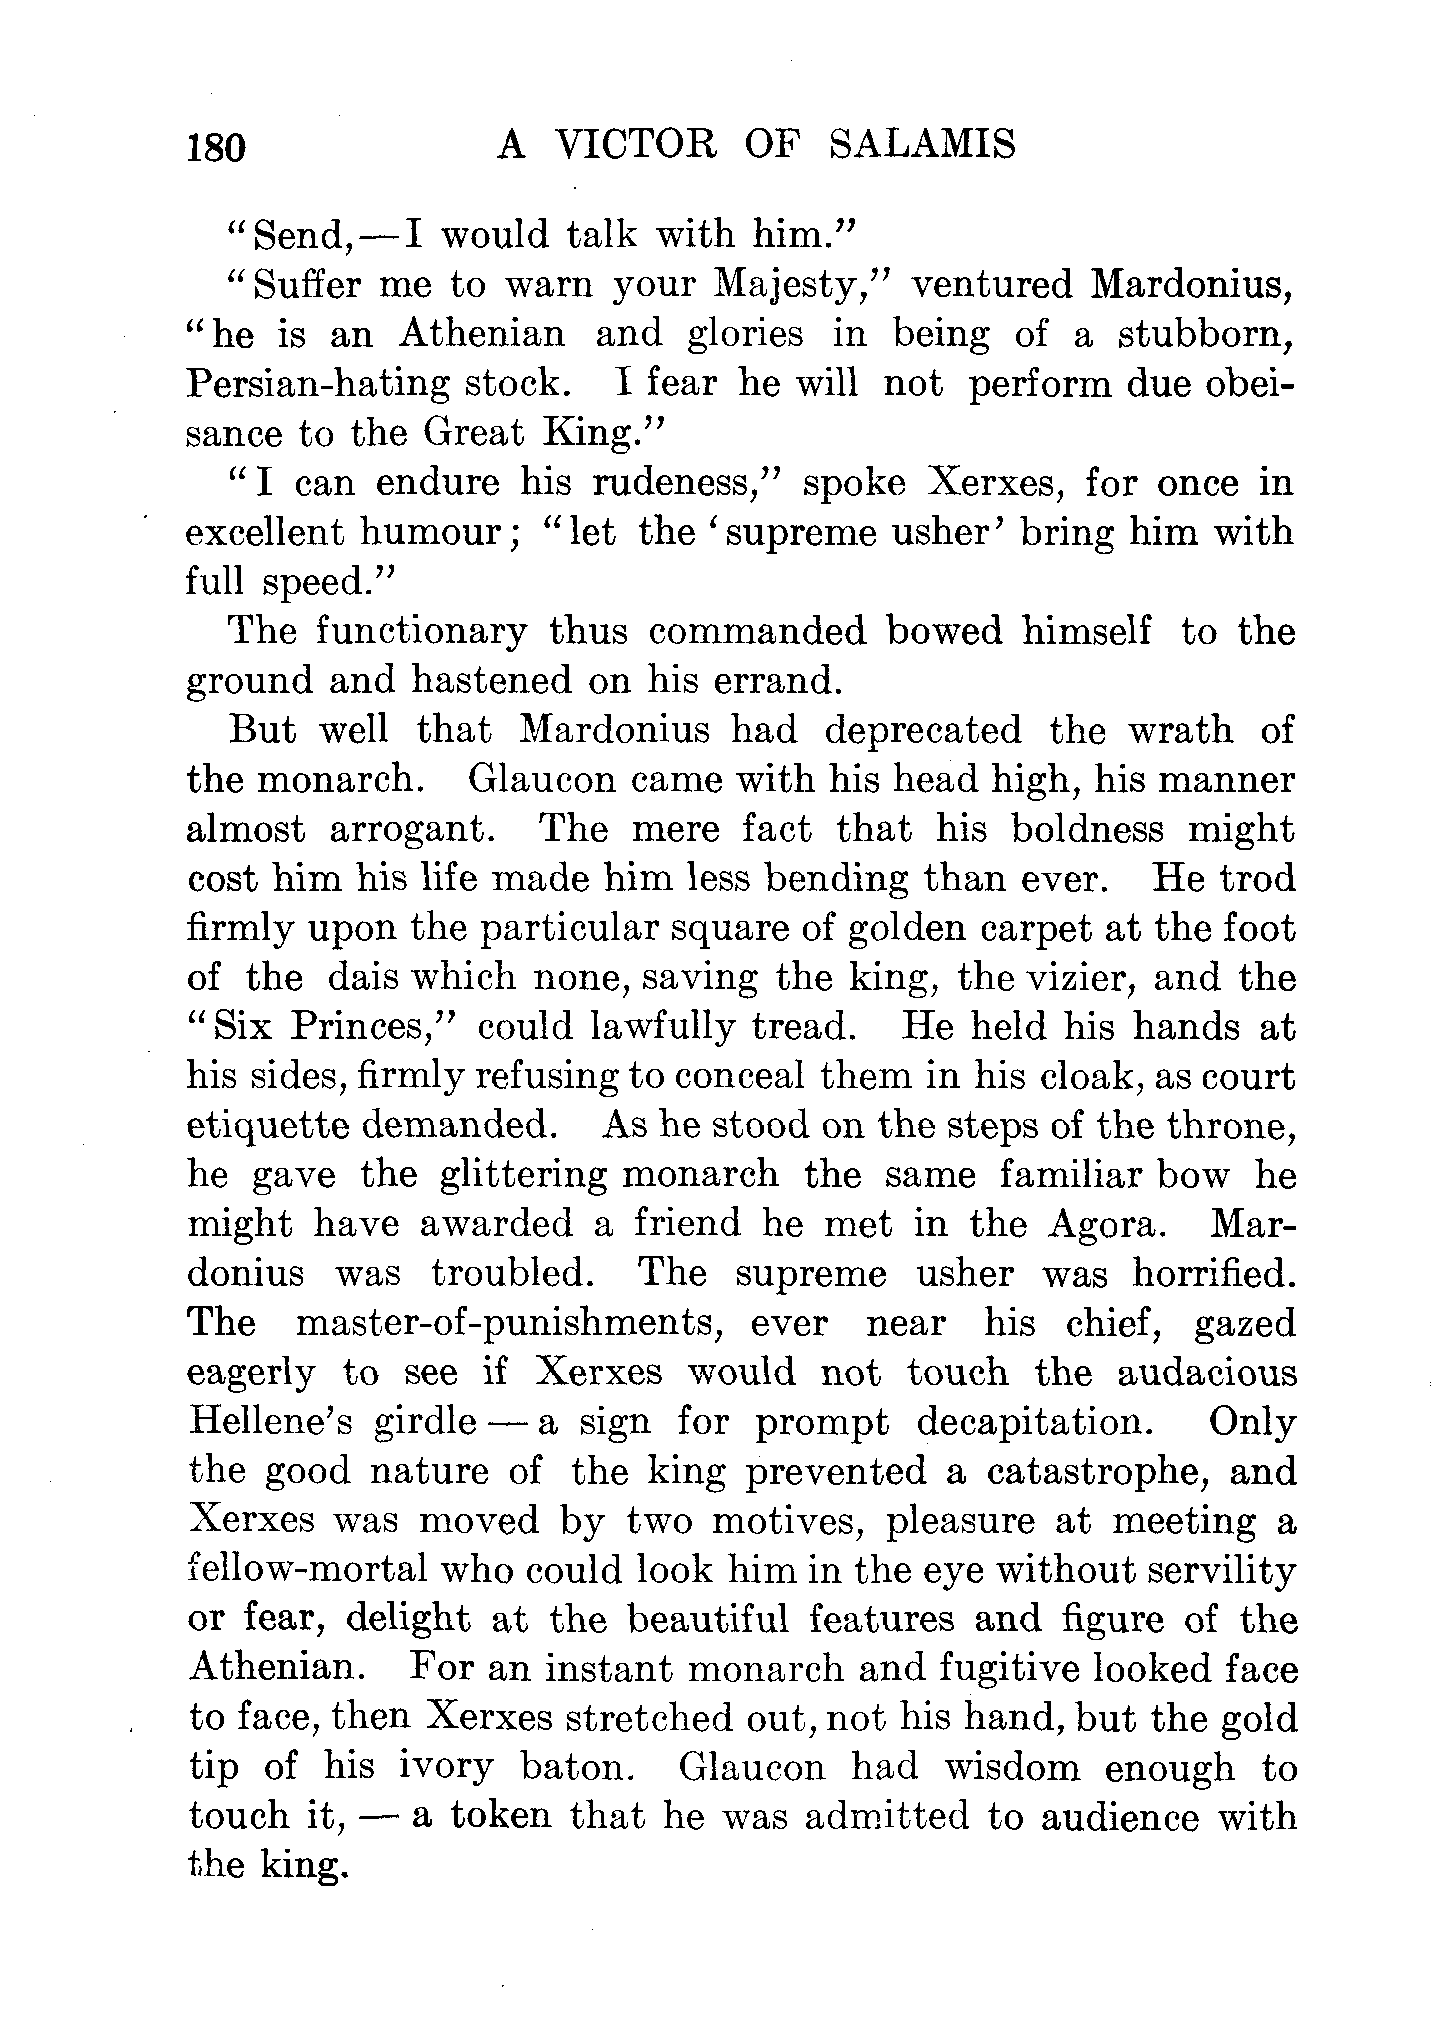 180 A VICTOR OF SALAMIS
“Send,—I would talk with him.”
“Suffer me to warn your Majesty,” ventured Mardonius,
“he is an Athenian and glories in being of a stubborn,
Persian-hating stock. I fear he will not perform due obei-
sance to the Great King.”
“I can endure his rudeness,” spoke Xerxes, for once in
excellent humour; “let the ‘supreme usher’ bring him with
full speed.”
The functionary thus commanded bowed himself to the
ground and hastened on his errand.
But well that Mardonius had deprecated the wrath of
the monarch. Glaucon came with his head high, his manner
almost arrogant. The mere fact that his boldness might
cost him his life made him less bending than ever. He trod
firmly upon the particular square of golden carpet at the foot
of the dais which none, saving the king, the vizier, and the
“Six Princes,” could lawfully tread. He held his hands at
his sides, firmly refusing to conceal them in his cloak, as court
etiquette demanded. As he stood on the steps of the throne,
he gave the glittering monarch the same familiar bow he
might have awarded a friend he met in the Agora. Mar-
donius was troubled. The supreme usher was horrified.
The master-of-punishments, ever near his chief, gazed
eagerly to see if Xerxes would not touch the audacious
Hellene’s girdle — a sign for prompt decapitation. Only
the good nature of the king prevented a catastrophe, and
Xerxes was moved by two motives, pleasure at meeting a
fellow-mortal who could look him in the eye without servility
or fear, delight at the beautiful features and figure of the
Athenian. For an instant monarch and fugitive looked face
to face, then Xerxes stretched out, not his hand, but the gold
tip of his ivory baton. Glaucon had wisdom enough to
touch it, — a token that he was admitted to audience with
the king.